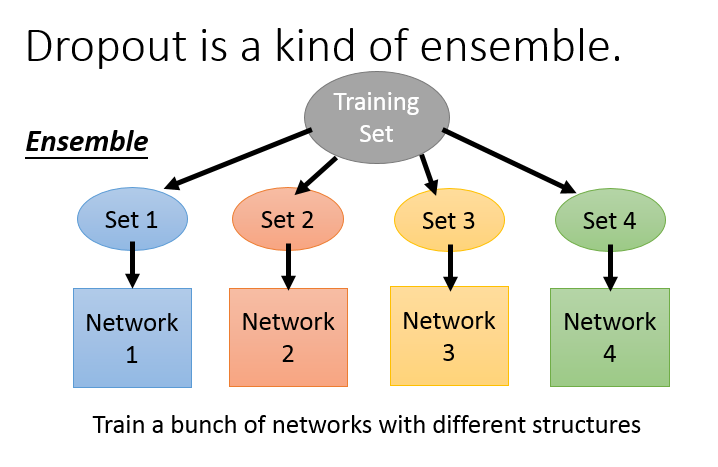 Dropout is a kind of ensemble.
Training
Set
Ensemble
Set 1
Set 2
Set 3
Set 4
Network
1
Network
2
Network
3
Network
4
Train a bunch of networks with different structures